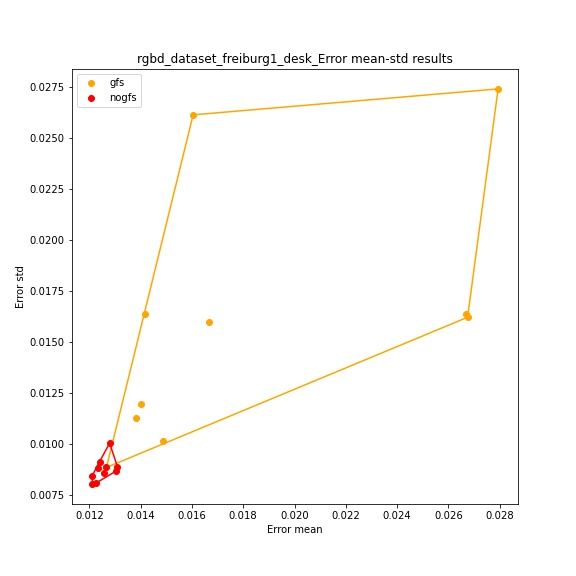 rgbd_dataset_freiburg1_desk_Error mean-std results
gfs
nogfs
0.0275
0.0250
0.0225
0.0200
0.0175
0.0150
0.0125
0.0100
0.0075
Error std
0.012 0.014 0.016 0.018 0.020 0.022 0.024 0.026 0.028
Error mean